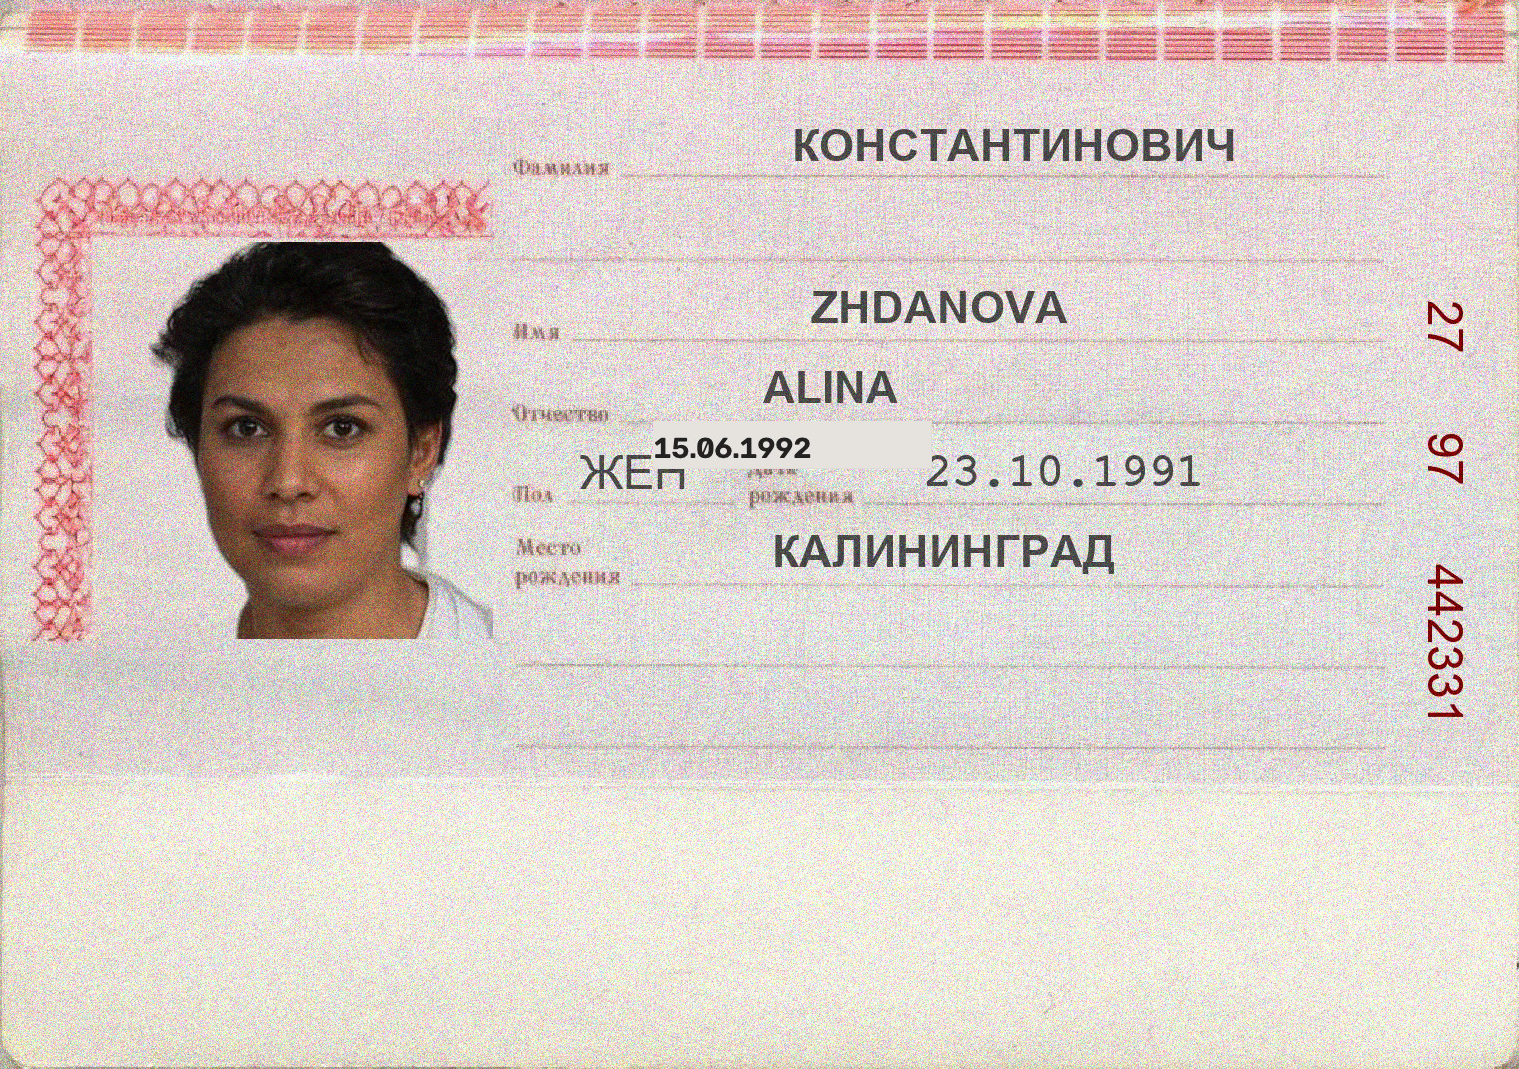 Фамилия КОНСТАНТИНОВИЧ
Имя ZHDANOVA
Отчество ALINA
15.06.1992
Пол ЖЕН Дата рождения 23.10.1991
Место рождения КАЛИНИНГРАД
27 97 442331